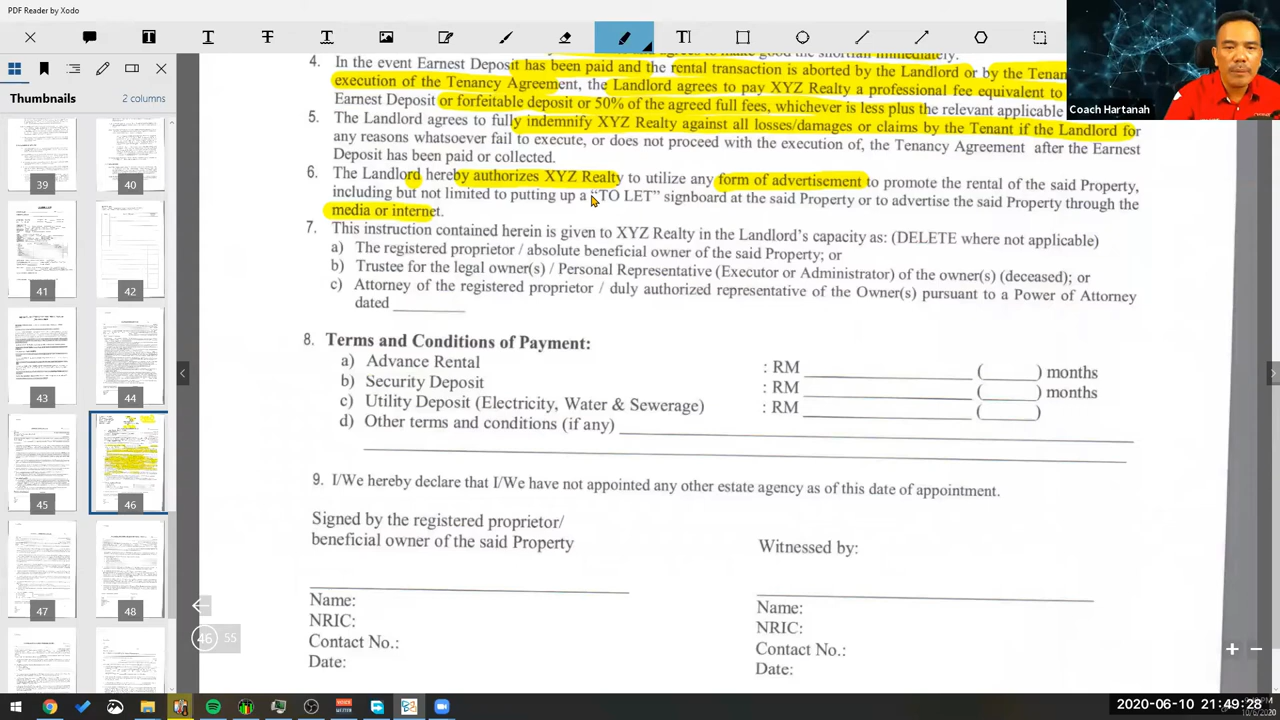 PDF Reader by Xodo
Thumbnails
2 columns
39
40
41
42
43
44
45
46
47
48
4. In the event Earnest Deposit has been paid and the rental transaction is aborted by the Landlord or by the Tenan
execution of the Tenancy Agreement, the Landlord agrees to pay XYZ Realty a professional fee equivalent to
Earnest Deposit or forfeitable deposit or 50% of the agreed full fees, whichever is less plus the relevant applicable
5. The Landlord agrees to fully indemnify XYZ Realty against all losses/damages or claims by the Tenant if the Landlord for
any reasons whatsoever fail to execute, or does not proceed with the execution of, the Tenancy Agreement after the Earnest
Deposit has been paid or collected.
6. The Landlord hereby authorizes XYZ Realty to utilize any form of advertisement to promote the rental of the said Property,
including but not limited to putting up a “TO LET” signboard at the said Property or to advertise the said Property through the
media or internet.
7. This instruction contained herein is given to XYZ Realty in the Landlord’s capacity as: (DELETE where not applicable)
a) The registered proprietor / absolute beneficial owner of the said Property; or
b) Trustee for the legal owner(s) / Personal Representative (Executor or Administrator) of the owner(s) (deceased); or
c) Attorney of the registered proprietor / duly authorized representative of the Owner(s) pursuant to a Power of Attorney
dated ________
8. Terms and Conditions of Payment:
a) Advance Rental : RM ____________ (______) months
b) Security Deposit : RM ____________ (______) months
c) Utility Deposit (Electricity, Water & Sewerage) : RM ____________ (______)
d) Other terms and conditions (if any) ____________
9. I/We hereby declare that I/We have not appointed any other estate agency as of this date of appointment.
Signed by the registered proprietor/
beneficial owner of the said Property
Witnessed by:
Name:
NRIC:
Contact No.:
Date:
Name:
NRIC:
Contact No.:
Date:
46 55
Coach Hartanah
2020-06-10 21:49:28